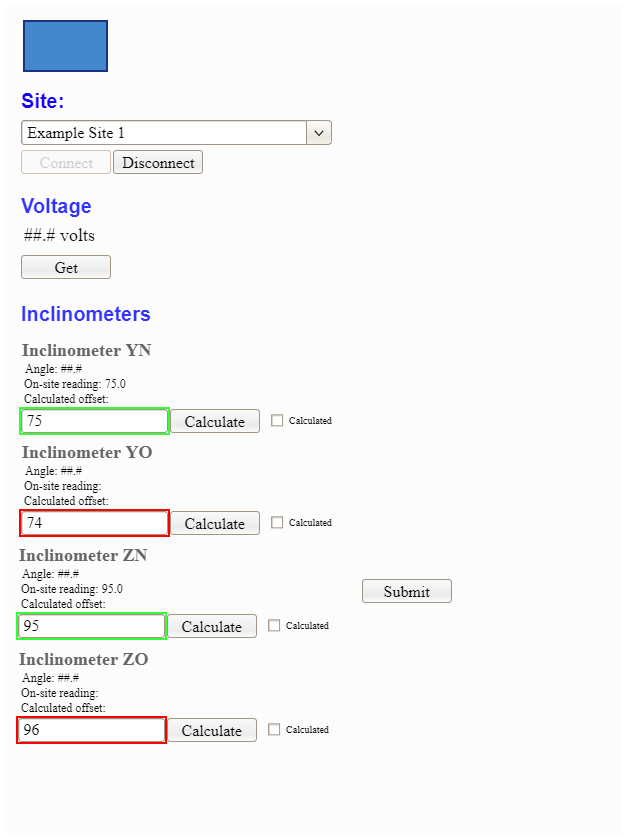 Site:
Example Site 1
Connect Disconnect
Voltage
##.# volts
Get
Inclinometers
Inclinometer YN
Angle: ##.#
On-site reading: 75.0
Calculated offset:
75 Calculate Calculated
Inclinometer YO
Angle: ##.#
On-site reading:
Calculated offset:
74 Calculate Calculated
Inclinometer ZN
Angle: ##.#
On-site reading: 95.0
Submit
Calculated offset:
95 Calculate Calculated
Inclinometer ZO
Angle: ##.#
On-site reading:
Calculated offset:
96 Calculate Calculated